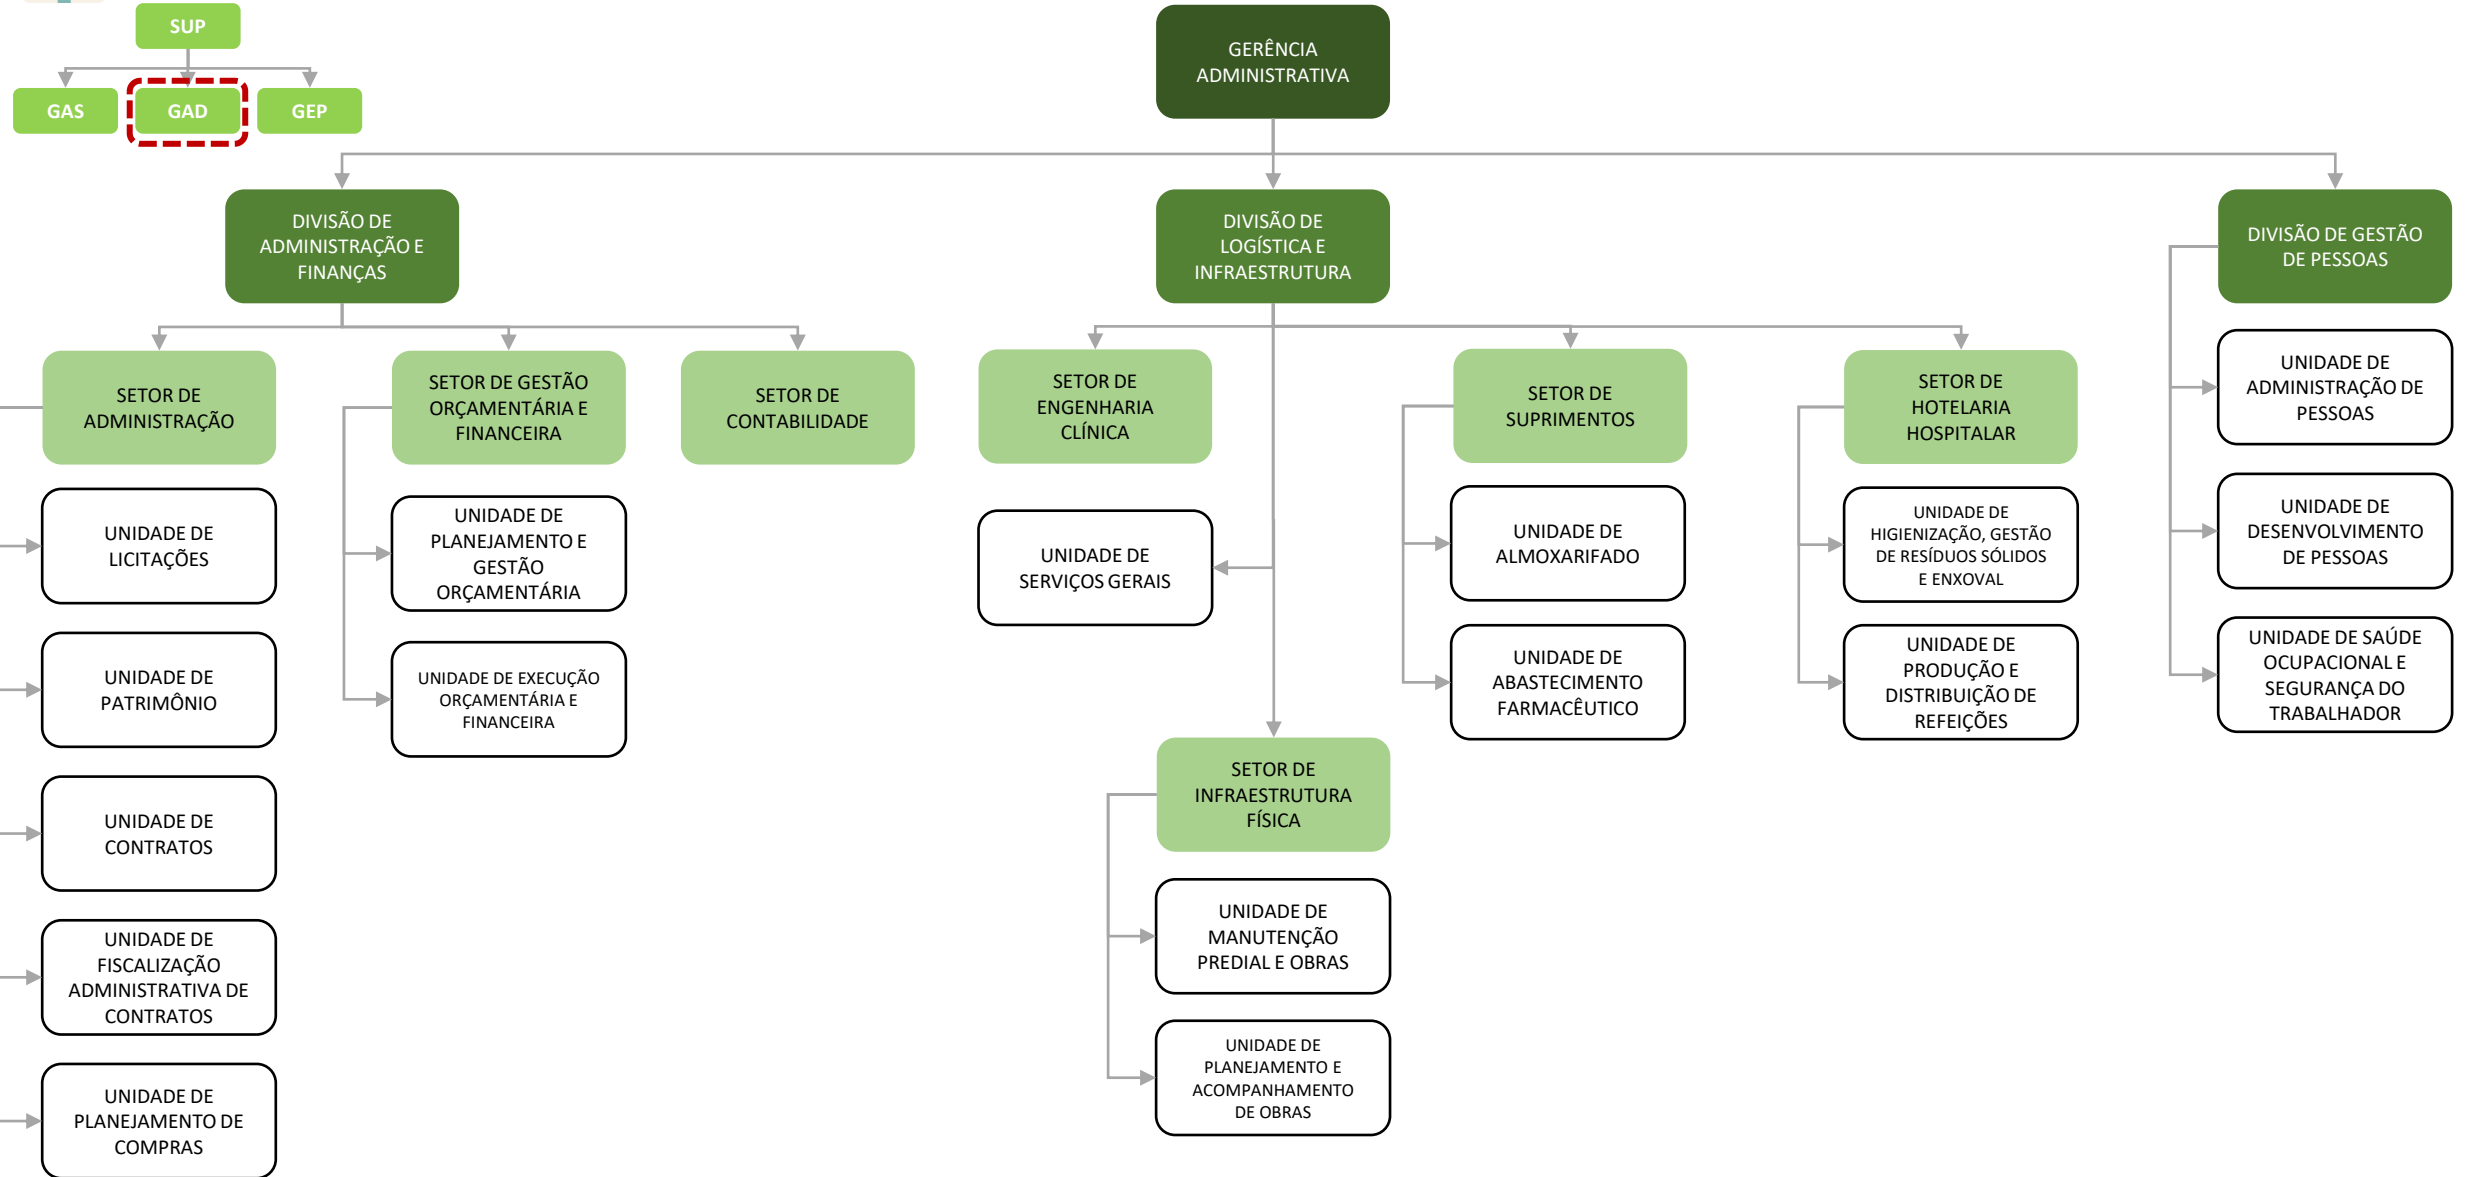 SUP
GAS
GAD
GEP
GERÊNCIA
ADMINISTRATIVA
DIVISÃO DE
ADMINISTRAÇÃO E
FINANÇAS
DIVISÃO DE
LOGÍSTICA E
INFRAESTRUTURA
DIVISÃO DE GESTÃO
DE PESSOAS
SETOR DE
ADMINISTRAÇÃO
SETOR DE GESTÃO
ORÇAMENTÁRIA E
FINANCEIRA
SETOR DE
CONTABILIDADE
SETOR DE
ENGENHARIA
CLÍNICA
SETOR DE
SUPRIMENTOS
SETOR DE
HOTELARIA
HOSPITALAR
UNIDADE DE
ADMINISTRAÇÃO DE
PESSOAS
UNIDADE DE
LICITAÇÕES
UNIDADE DE
PLANEJAMENTO E
GESTÃO
ORÇAMENTÁRIA
UNIDADE DE
SERVIÇOS GERAIS
UNIDADE DE
ALMOXARIFADO
UNIDADE DE
HIGIENIZAÇÃO, GESTÃO
DE RESÍDUOS SÓLIDOS
E ENXOVAL
UNIDADE DE
DESENVOLVIMENTO
DE PESSOAS
UNIDADE DE
PATRIMÔNIO
UNIDADE DE EXECUÇÃO
ORÇAMENTÁRIA E
FINANCEIRA
UNIDADE DE
ABASTECIMENTO
FARMACÊUTICO
UNIDADE DE
PRODUÇÃO E
DISTRIBUIÇÃO DE
REFEIÇÕES
UNIDADE DE SAÚDE
OCUPACIONAL E
SEGURANÇA DO
TRABALHADOR
UNIDADE DE
CONTRATOS
SETOR DE
INFRAESTRUTURA
FÍSICA
UNIDADE DE
FISCALIZAÇÃO
ADMINISTRATIVA DE
CONTRATOS
UNIDADE DE
MANUTENÇÃO
PREDIAL E OBRAS
UNIDADE DE
PLANEJAMENTO DE
COMPRAS
UNIDADE DE
PLANEJAMENTO E
ACOMPANHAMENTO
DE OBRAS